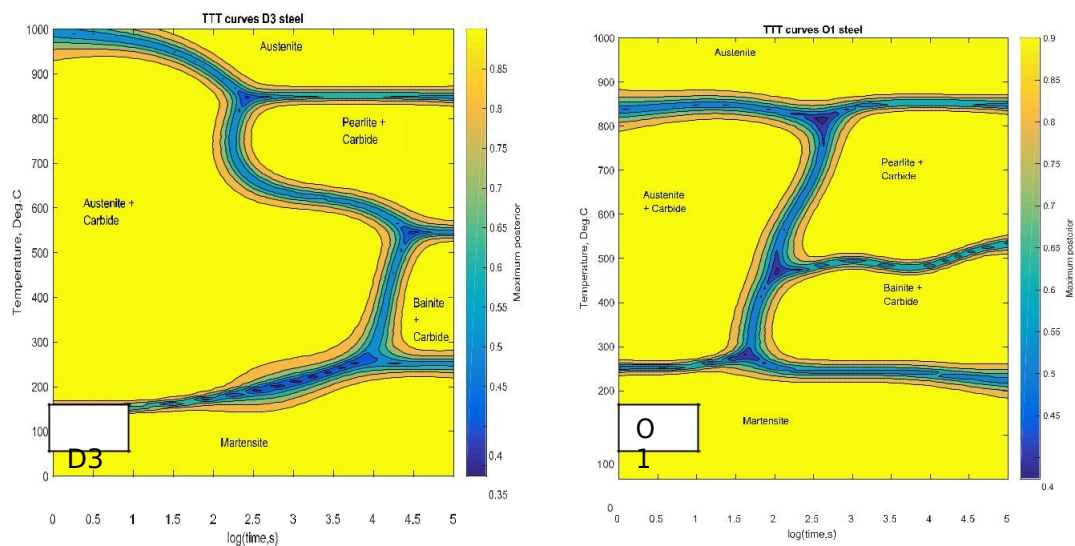 TTT curves D3 steel
1000
900
800
700
600
500
400
300
200
100
0
Temperature, Deg.C
Austenite
Pearlite +
Carbide
Austenite +
Carbide
Bainite
+
Carbide
Martensite
D3
0 0.5 1 1.5 2 2.5 3 3.5 4 4.5 5
log(time,s)
0.85
0.8
0.75
0.7
0.65
0.6
0.55
0.5
0.45
0.4
0.35
Maximum posterior
TTT curves O1 steel
1000
900
800
700
600
500
400
300
200
100
0
Temperature, Deg.C
Austenite
Pearlite +
Carbide
Austenite
+ Carbide
Bainite +
Carbide
Martensite
O
1
0 0.5 1 1.5 2 2.5 3 3.5 4 4.5 5
log(time,s)
0.9
0.85
0.8
0.75
0.7
0.65
0.6
0.55
0.5
0.45
0.4
Maximum posterior